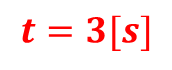 t = 3[s]